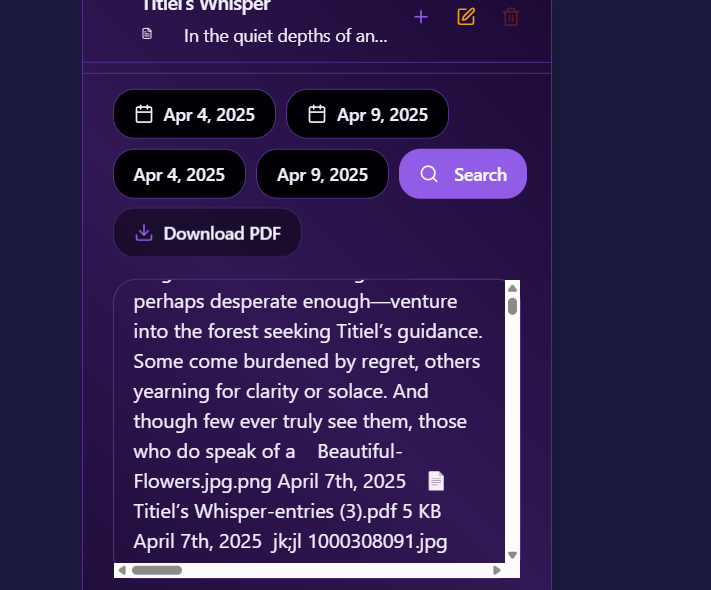 Titiel's Whisper
In the quiet depths of an...
Apr 4, 2025
Apr 9, 2025
Apr 4, 2025
Apr 9, 2025
Search
Download PDF
perhaps desperate enough—venture
into the forest seeking Titiel's guidance.
Some come burdened by regret, others
yearning for clarity or solace. And
though few ever truly see them, those
who do speak of a Beautiful-
Flowers.jpg.png April 7th, 2025
Titiel's Whisper-entries (3).pdf 5 KB
April 7th, 2025 jk;jl 1000308091.jpg